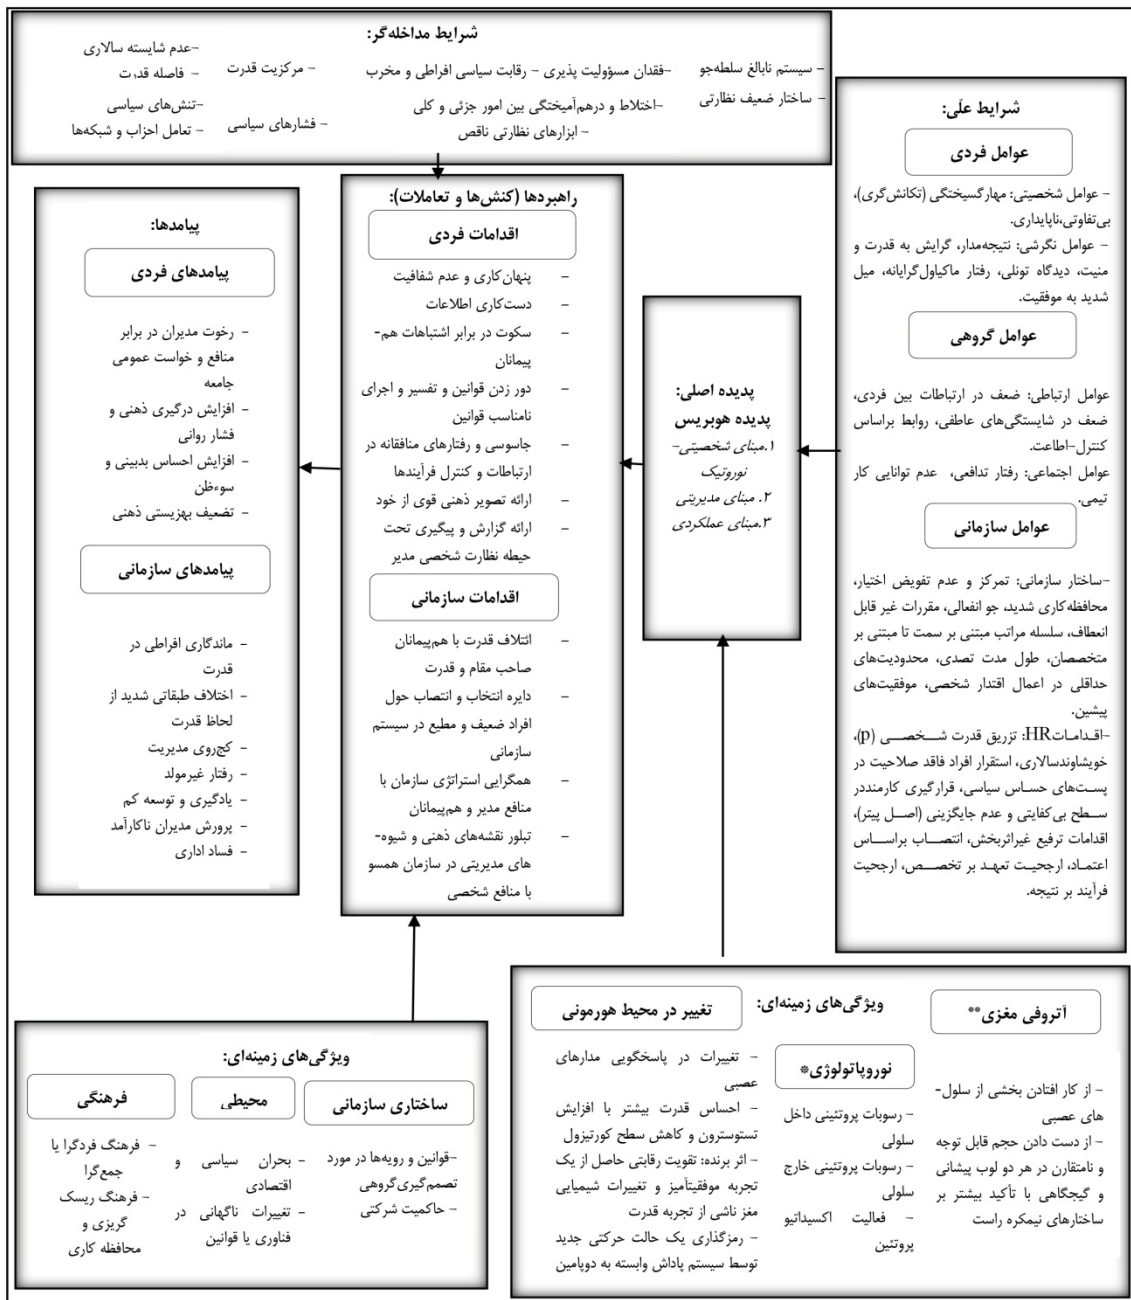 شرایط مداخله‌گر:
–سیستم نابالغ سلطه‌جو
– ساختار ضعیف نظارتی
–فقدان مسؤولیت پذیری – رقابت سیاسی افراطی و مخرب
–اختلاط و درهم‌آمیختگی بین امور جزئی و کلی
– ابزارهای نظارتی ناقص
– مرکزیت قدرت
– فشارهای سیاسی
–عدم شایسته سالاری
– فاصله قدرت
–تنش‌های سیاسی
– تعامل احزاب و شبکه‌ها
شرایط علّی:
عوامل فردی
– عوامل شخصیتی: مهارگسیختگی (تکانش‌گری)،
بی‌تفاوتی،ناپایداری.
– عوامل نگرشی: نتیجه‌مدار، گرایش به قدرت و
منیت، دیدگاه تونلی، رفتار ماکیاول‌گرایانه، میل
شدید به موفقیت.
عوامل گروهی
عوامل ارتباطی: ضعف در ارتباطات بین فردی،
ضعف در شایستگی‌های عاطفی، روابط براساس
کنترل–اطاعت.
عوامل اجتماعی: رفتار تدافعی، عدم توانایی کار
تیمی.
عوامل سازمانی
–ساختار سازمانی: تمرکز و عدم تفویض اختیار،
محافظه‌کاری شدید، جو انفعالی، مقررات غیر قابل
انعطاف، سلسله مراتب مبتنی بر سمت تا مبتنی بر
متخصصان، طول مدت تصدی، محدودیت‌های
حداقلی در اعمال اقتدار شخصی، موفقیت‌های
پیشین.
–اقدامات HR: تزریق قدرت شخصی (p)،
خویشاوندسالاری، استقرار افراد فاقد صلاحیت در
پست‌های حساس سیاسی، قرارگیری کارمنددر
سطح بی‌کفایتی و عدم جایگزینی (اصل پیتر)،
اقدامات ترفیع غیراثربخش، انتصاب براساس
اعتماد، ارجحیت تعهد بر تخصص، ارجحیت
فرآیند بر نتیجه.
پدیده اصلی:
پدیده هوبریس
۱.مبنای شخصیتی–
نوروتیک
۲. مبنای مدیریتی
۳.مبنای عملکردی
راهبردها (کنش‌ها و تعاملات):
اقدامات فردی
– پنهان‌کاری و عدم شفافیت
– دست‌کاری اطلاعات
– سکوت در برابر اشتباهات هم-
پیمانان
– دور زدن قوانین و تفسیر و اجرای
نامناسب قوانین
– جاسوسی و رفتارهای منافقانه در
ارتباطات و کنترل فرآیندها
– ارائه تصویر ذهنی قوی از خود
– ارائه گزارش و پیگیری تحت
حیطه نظارت شخصی مدیر
اقدامات سازمانی
– ائتلاف قدرت با هم‌پیمانان
صاحب مقام و قدرت
– دایره انتخاب و انتصاب حول
افراد ضعیف و مطیع در سیستم
سازمانی
– همگرایی استراتژی سازمان با
منافع مدیر و هم‌پیمانان
– تبلور نقشه‌های ذهنی و شیوه-
های مدیریتی در سازمان همسو
با منافع شخصی
پیامدها:
پیامدهای فردی
– رخوت مدیران در برابر
منافع و خواست عمومی
جامعه
– افزایش درگیری ذهنی و
فشار روانی
– افزایش احساس بدبینی و
سوءظن
– تضعیف بهزیستی ذهنی
پیامدهای سازمانی
– ماندگاری افراطی در
قدرت
– اختلاف طبقاتی شدید از
لحاظ قدرت
– کج‌روی مدیریت
– رفتار غیرمولد
– یادگیری و توسعه کم
– پرورش مدیران ناکارآمد
– فساد اداری
ویژگی‌های زمینه‌ای:
آتروفی مغزی**
– از کار افتادن بخشی از سلول-
های عصبی
– از دست دادن حجم قابل توجه
و نامتقارن در هر دو لوب پیشانی
و گیجگاهی با تأکید بیشتر بر
ساختارهای نیمکره راست
نوروپاتولوژی*
– رسوبات پروتئینی داخل
سلولی
– رسوبات پروتئینی خارج
سلولی
– فعالیت اکسیداتیو
پروتئین
تغییر در محیط هورمونی
– تغییرات در پاسخگویی مدارهای
عصبی
– احساس قدرت بیشتر با افزایش
تستوسترون و کاهش سطح کورتیزول
– اثر برنده: تقویت رقابتی حاصل از یک
تجربه موفقیتآمیز و تغییرات شیمیایی
مغز ناشی از تجربه قدرت
– رمزگذاری یک حالت حرکتی جدید
توسط سیستم پاداش وابسته به دوپامین
ویژگی‌های زمینه‌ای:
ساختاری سازمانی
–قوانین و رویه‌ها در مورد
تصمم‌گیری‌گروهی
– حاکمیت شرکتی
محیطی
– بحران سیاسی و
اقتصادی
– تغییرات ناگهانی در
فناوری یا قوانین
فرهنگی
– فرهنگ فردگرا یا
جمع‌گرا
– فرهنگ ریسک
گریزی و
محافظه کاری